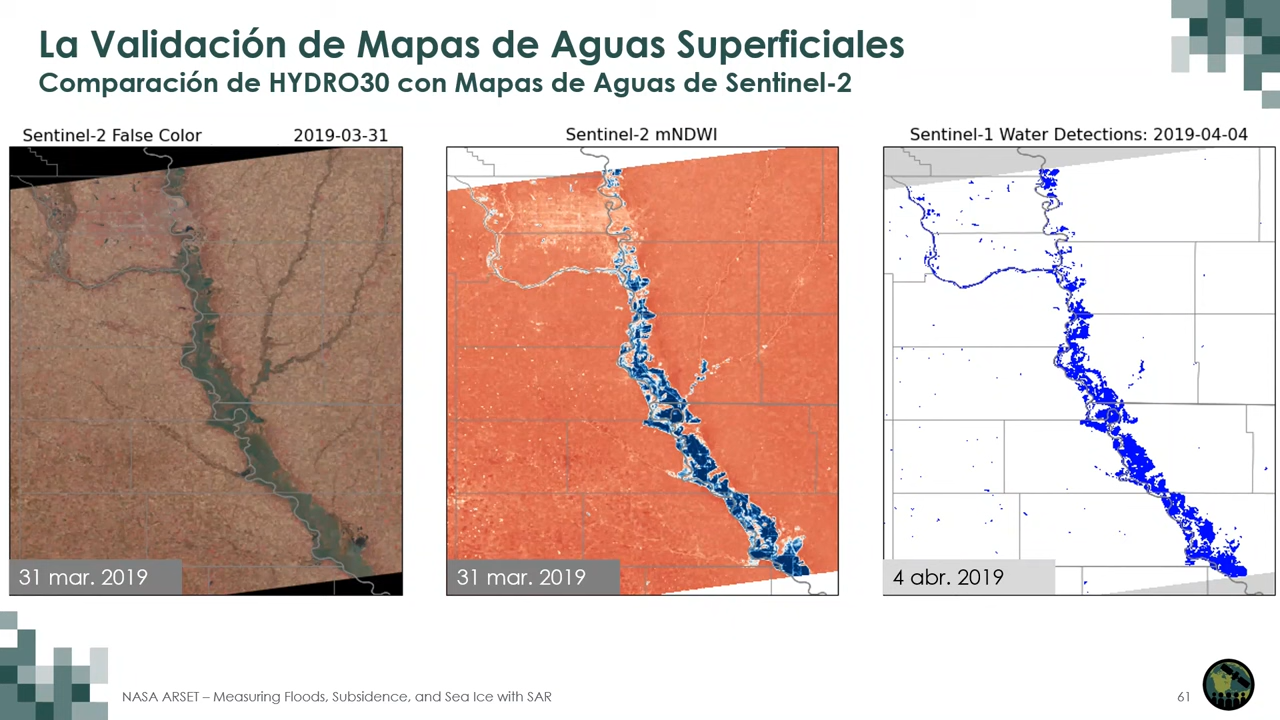 La Validación de Mapas de Aguas Superficiales
Comparación de HYDRO30 con Mapas de Aguas de Sentinel-2
Sentinel-2 False Color 2019-03-31
Sentinel-2 mNDWI
Sentinel-1 Water Detections: 2019-04-04
31 mar. 2019
31 mar. 2019
4 abr. 2019
NASA ARSET – Measuring Floods, Subsidence, and Sea Ice with SAR
61